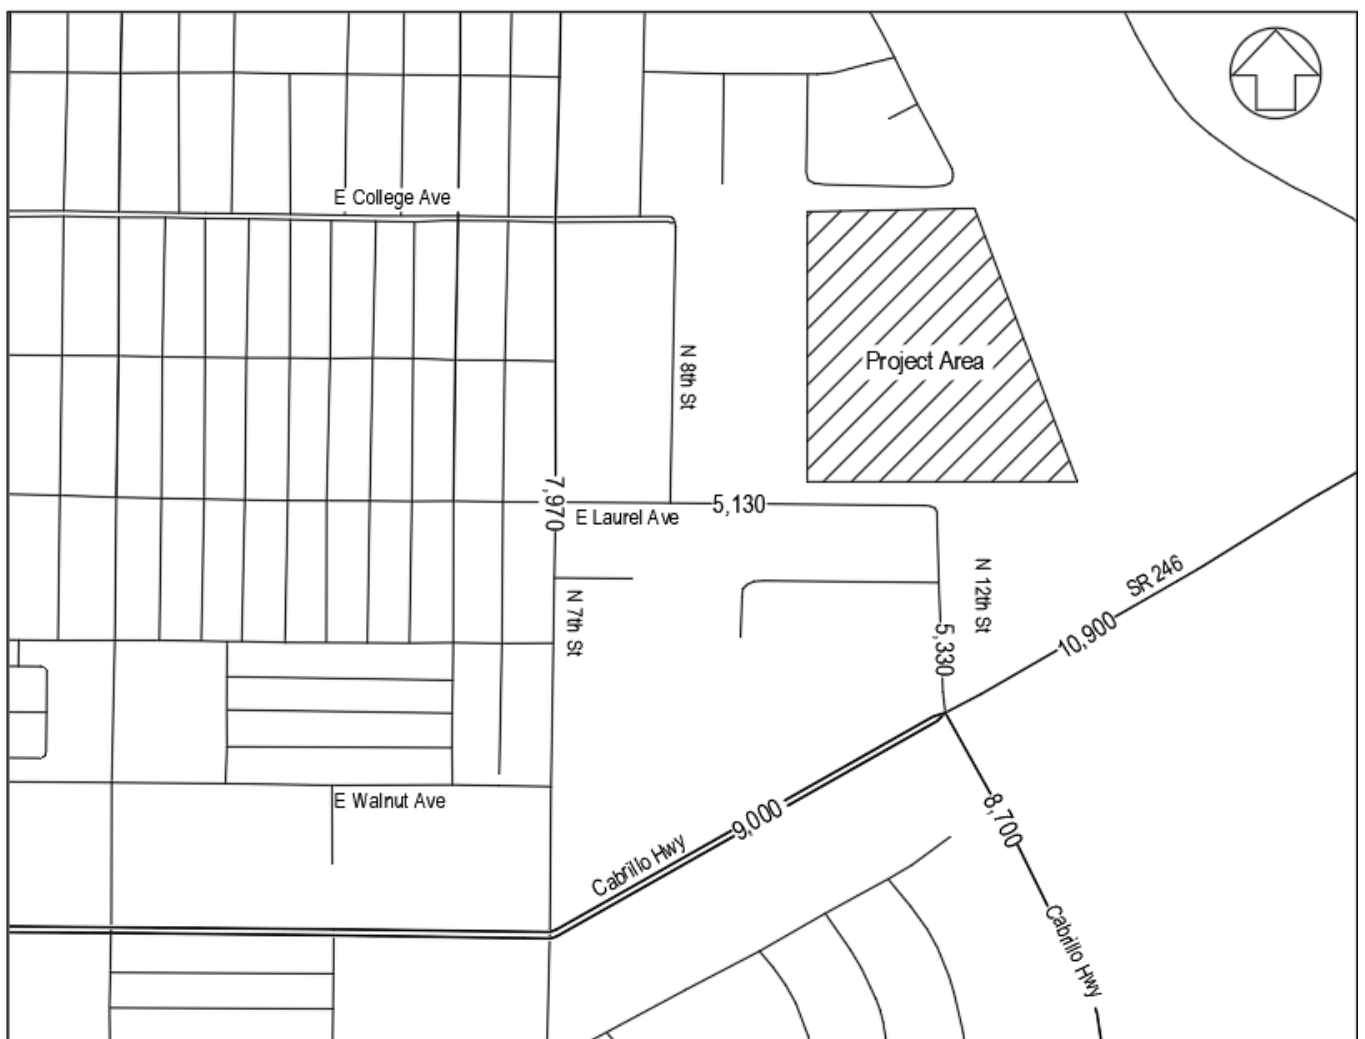 E College Ave
N 8th St
Project Area
7,970
5,130
E Laurel Ave
N 12th St
SR 246
N 7th St
5,330
10,900
E Walnut Ave
9,000
8,700
Cabrillo Hwy
Cabrillo Hwy